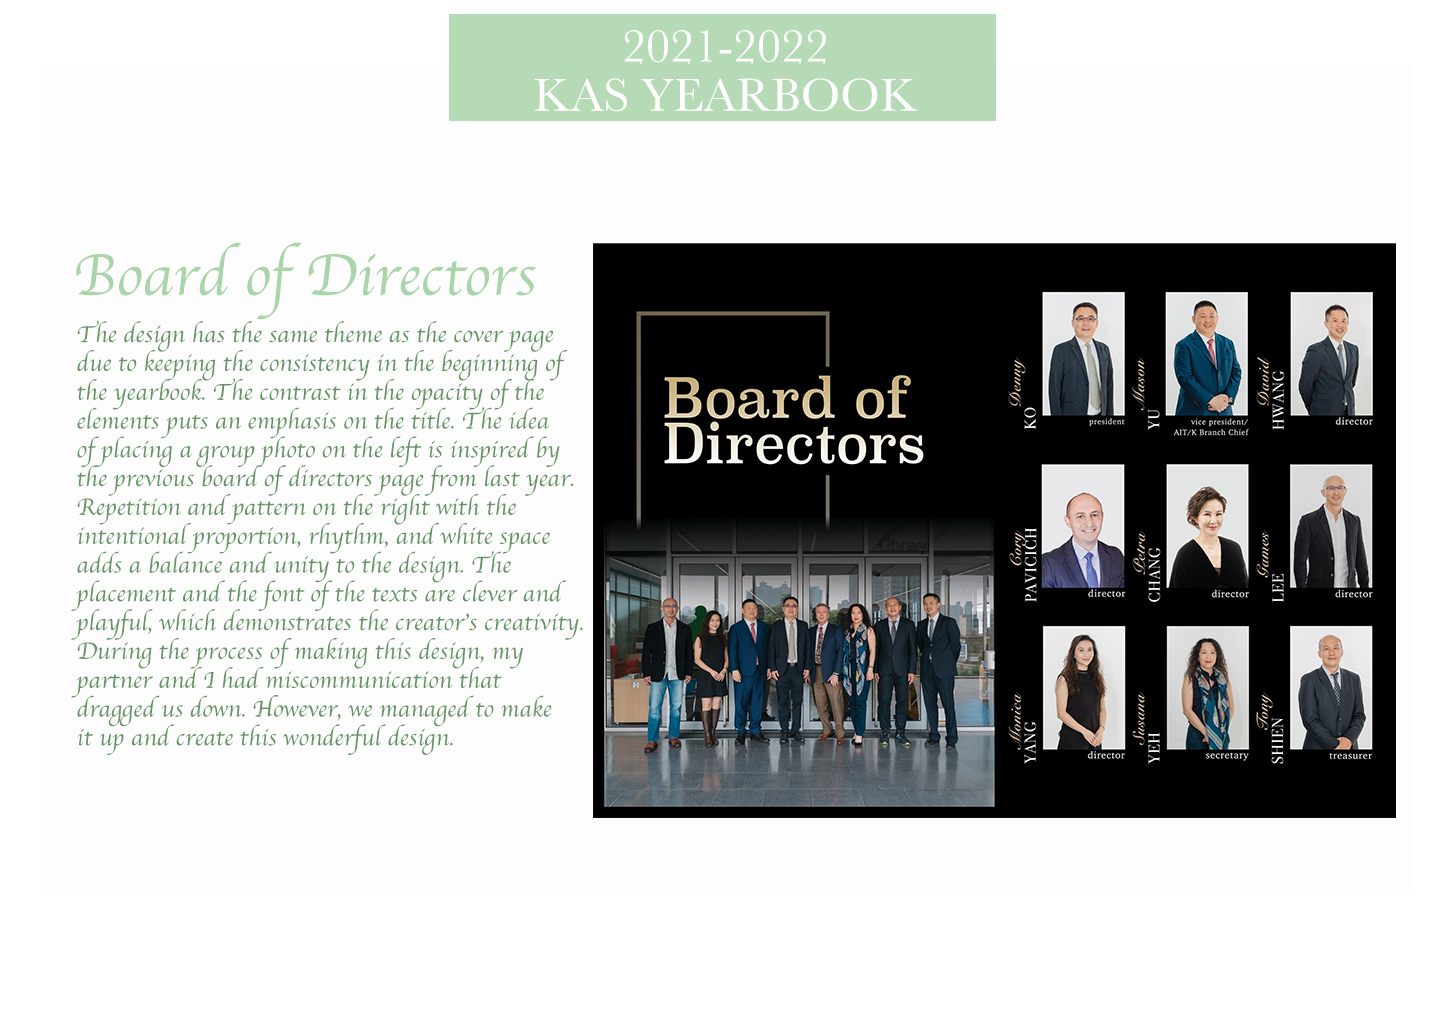 2021-2022
KAS YEARBOOK
Board of Directors
The design has the same theme as the cover page
due to keeping the consistency in the beginning of
the yearbook. The contrast in the opacity of the
elements puts an emphasis on the title. The idea
of placing a group photo on the left is inspired by
the previous board of directors page from last year.
Repetition and pattern on the right with the
intentional proportion, rhythm, and white space
adds a balance and unity to the design. The
placement and the font of the texts are clever and
playful, which demonstrates the creator's creativity.
During the process of making this design, my
partner and I had miscommunication that
dragged us down. However, we managed to make
it up and create this wonderful design.
Board of
Directors
Library
Denny
KO
president
Mason
YU
vice president/
AIT/K Branch Chief
David
HWANG
director
Cory
PAVICICH
director
Petra
CHANG
director
James
LEE
director
Monica
YANG
director
Susana
YEH
secretary
Tony
SHIEN
treasurer